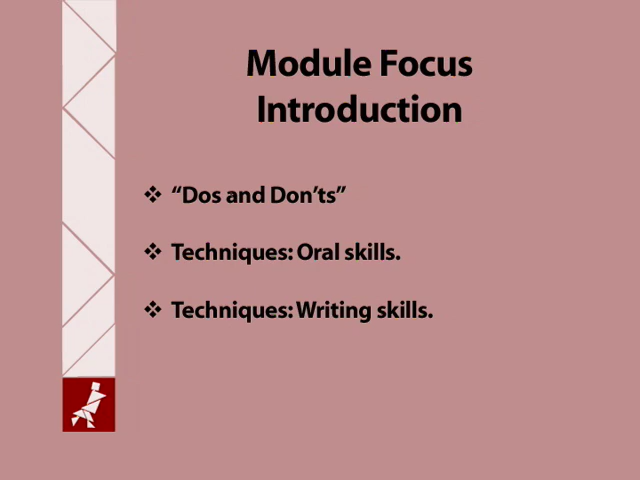 Module Focus
Introduction
❖ “Dos and Don’ts”
❖ Techniques: Oral skills.
❖ Techniques: Writing skills.